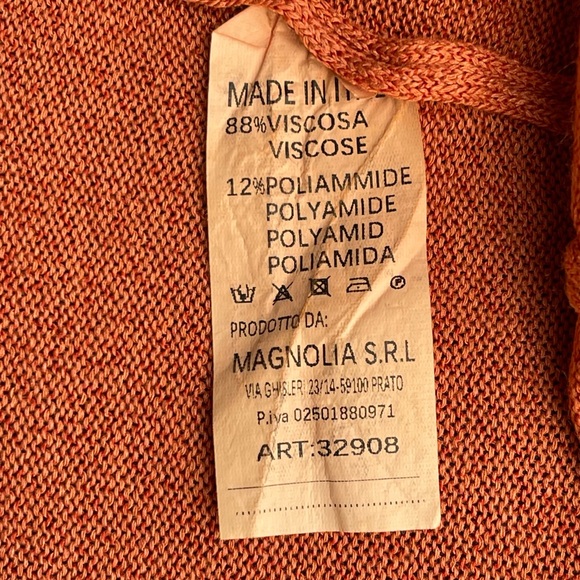 MADE IN
88%VISCOSA
VISCOSE
12%POLIAMMIDE
POLYAMIDE
POLYAMID
POLIAMIDA
PRODOTTO DA:
MAGNOLIA S.R.L
VIA 23/14-59100 PRATO
P.iva 02501880971
ART:32908